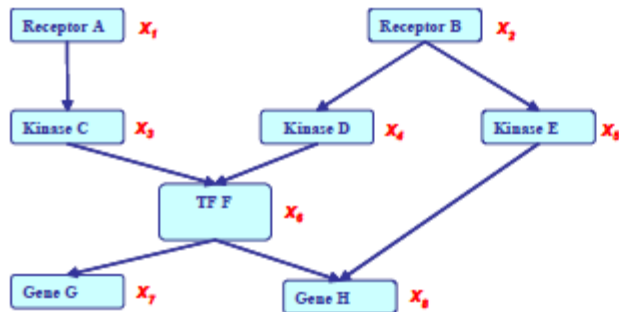 Receptor A X₁ Receptor B X₂
Kinase C X₃ Kinase D X₄ Kinase E X₅
TF F X₆
Gene G X₇ Gene H X₈